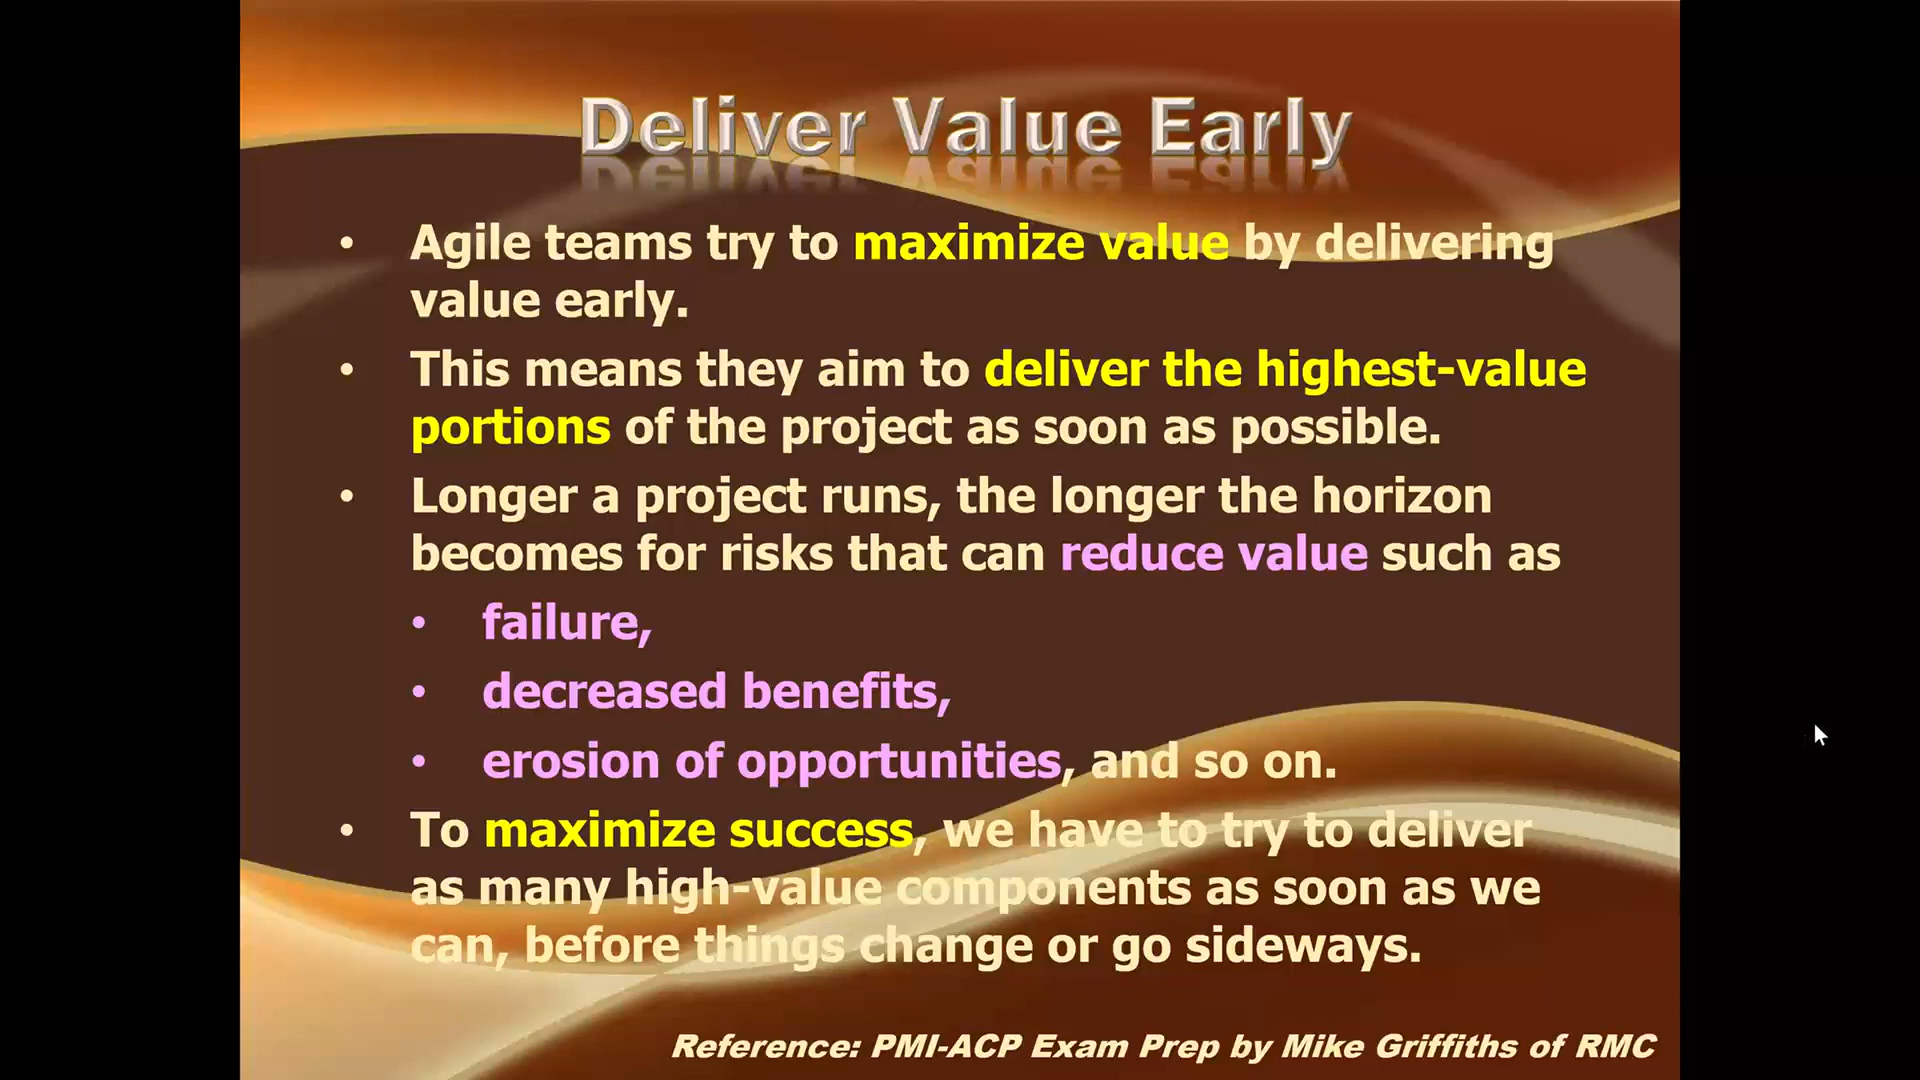 Deliver Value Early
• Agile teams try to maximize value by delivering
value early.
• This means they aim to deliver the highest-value
portions of the project as soon as possible.
• Longer a project runs, the longer the horizon
becomes for risks that can reduce value such as
• failure,
• decreased benefits,
• erosion of opportunities, and so on.
• To maximize success, we have to try to deliver
as many high-value components as soon as we
can, before things change or go sideways.
Reference: PMI-ACP Exam Prep by Mike Griffiths of RMC